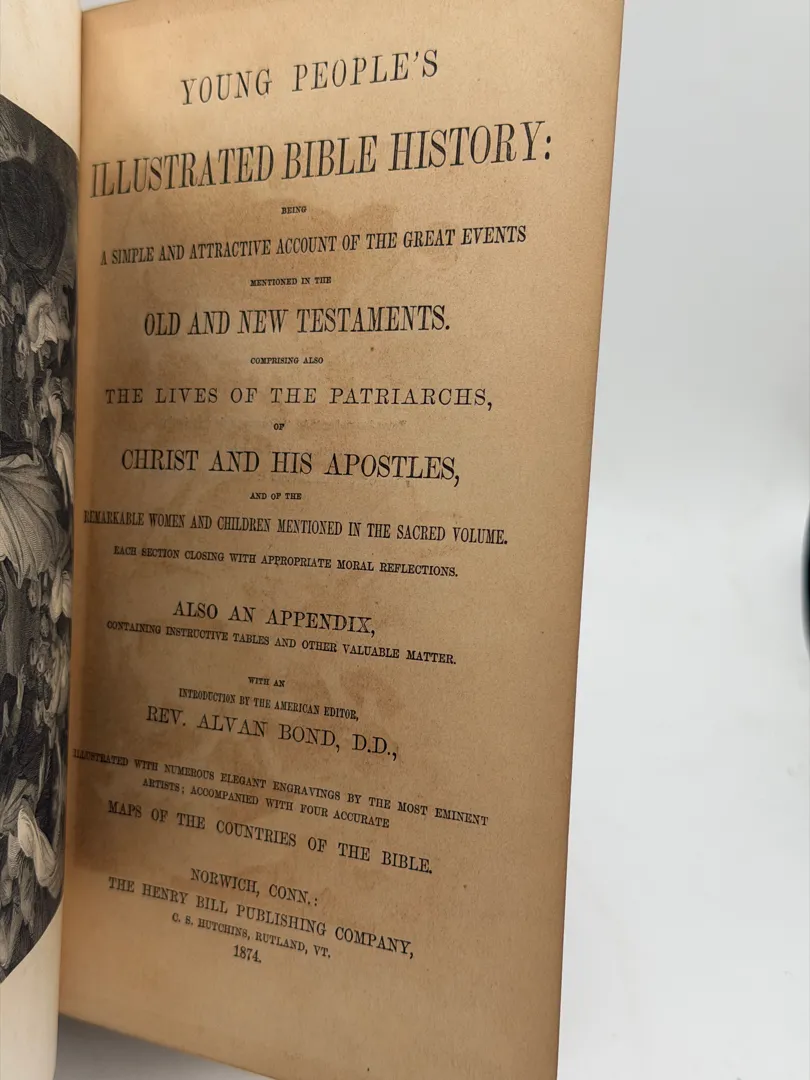 YOUNG PEOPLE'S
ILLUSTRATED BIBLE HISTORY:
BEING
A SIMPLE AND ATTRACTIVE ACCOUNT OF THE GREAT EVENTS
MENTIONED IN THE
OLD AND NEW TESTAMENTS.
COMPRISING ALSO
THE LIVES OF THE PATRIARCHS,
OF
CHRIST AND HIS APOSTLES,
AND OF THE
REMARKABLE WOMEN AND CHILDREN MENTIONED IN THE SACRED VOLUME.
EACH SECTION CLOSING WITH APPROPRIATE MORAL REFLECTIONS.
ALSO AN APPENDIX,
CONTAINING INSTRUCTIVE TABLES AND OTHER VALUABLE MATTER.
WITH AN
INTRODUCTION BY THE AMERICAN EDITOR,
REV. ALVAN BOND, D.D.,
ILLUSTRATED WITH NUMEROUS ELEGANT ENGRAVINGS BY THE MOST EMINENT
ARTISTS; ACCOMPANIED WITH FOUR ACCURATE
MAPS OF THE COUNTRIES OF THE BIBLE.
NORWICH, CONN.:
THE HENRY BILL PUBLISHING COMPANY,
C. S. HUTCHINS, RUTLAND, VT.
1874.